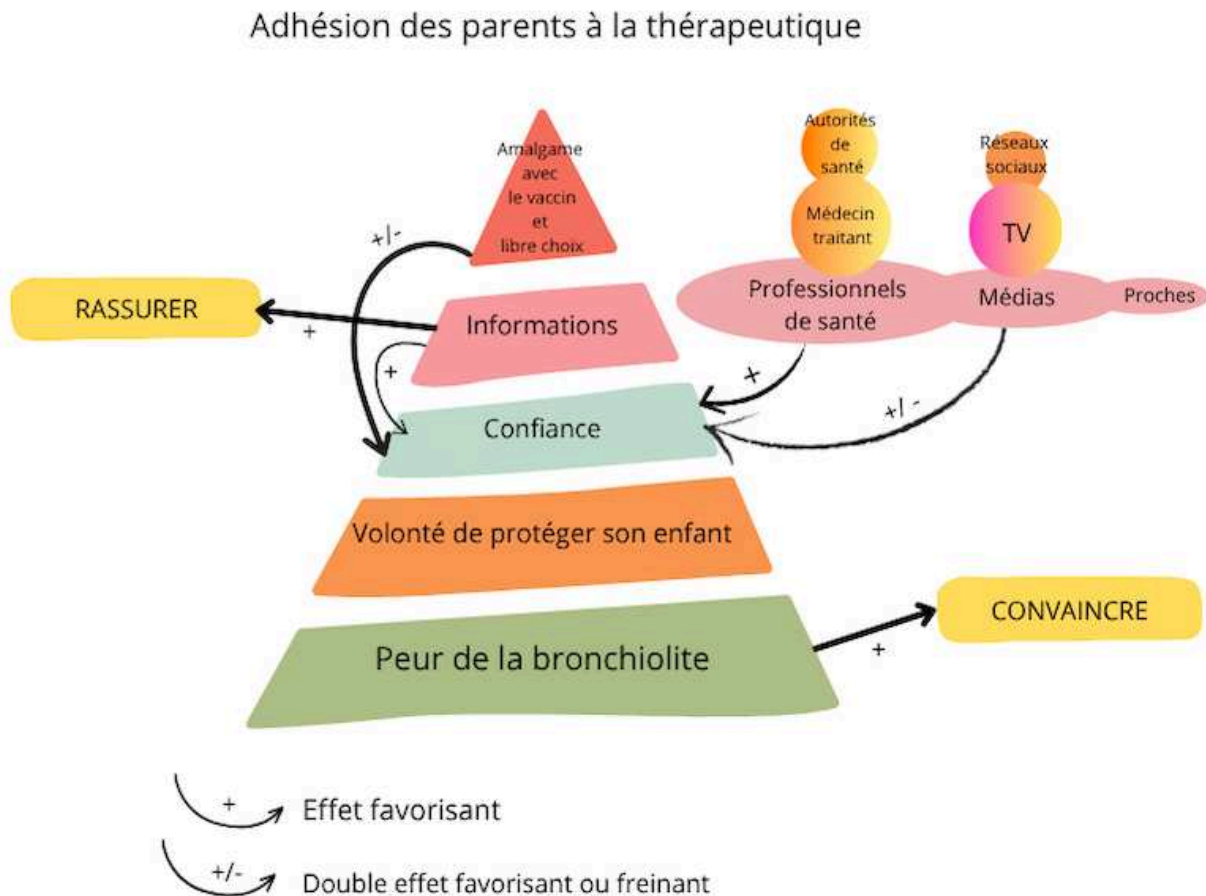 Adhésion des parents à la thérapeutique
Amalgame
avec
le vaccin
et
libre choix
Autorités
de
santé
Réseaux
sociaux
Médecin
traitant
TV
+/-
RASSURER
+
Informations
Professionnels
de santé
Médias
Proches
+
+
+/-
Confiance
Volonté de protéger son enfant
CONVAINCRE
+
Peur de la bronchiolite
+
Effet favorisant
+/-
Double effet favorisant ou freinant